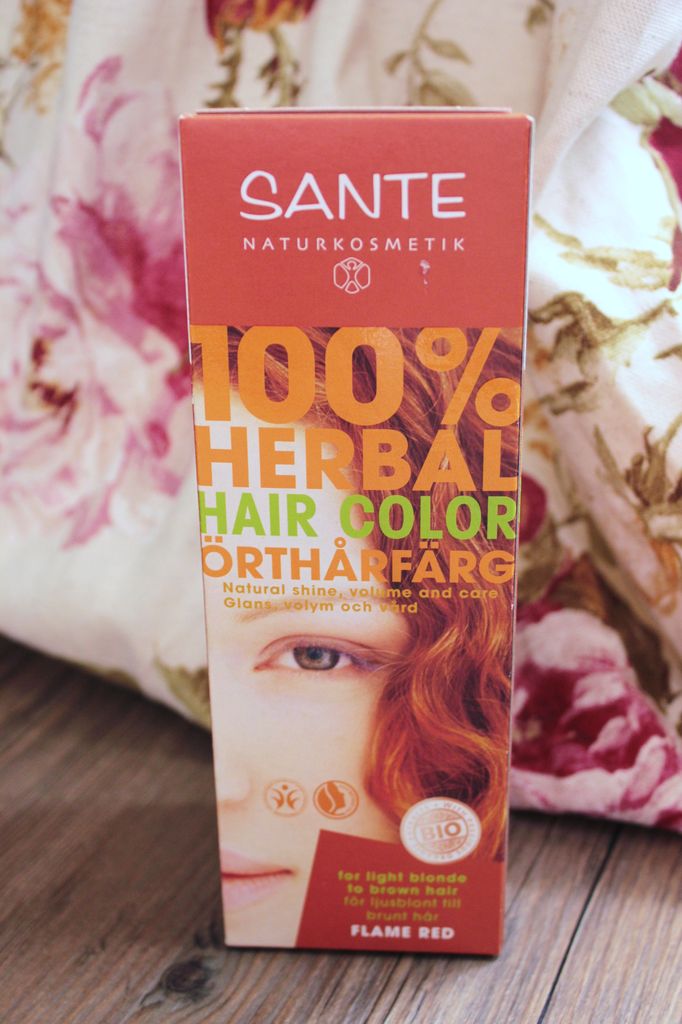 SANTE
NATURKOSMETIK
100%
HERBAL
HAIR COLOR
ÖRTHÅRFÄRG
Natural shine, volume and care
Glans, volym och vård
BIO
for light blonde
to brown hair
för ljusblont till
brunt hår
FLAME RED